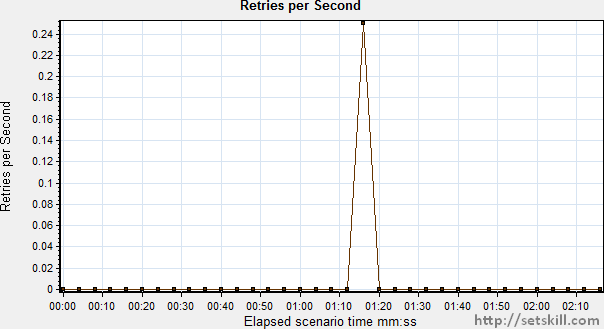 Retries per Second
Retries per Second
0.24
0.22
0.2
0.18
0.16
0.14
0.12
0.1
0.08
0.06
0.04
0.02
0
00:00 00:10 00:20 00:30 00:40 00:50 01:00 01:10 01:20 01:30 01:40 01:50 02:00 02:10
Elapsed scenario time mm:ss
http://setskill.com